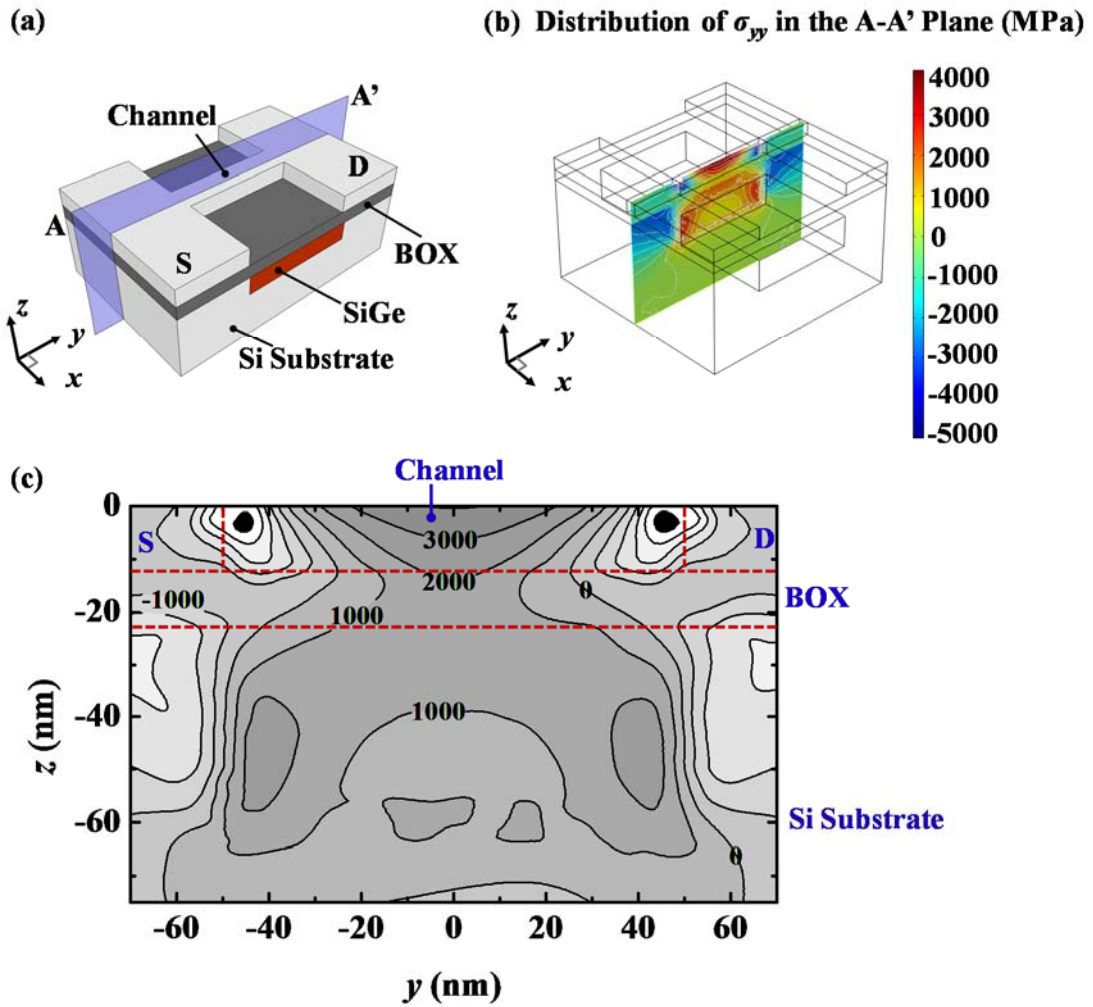 (a)
(b) Distribution of σyy in the A-A’ Plane (MPa)
A’
Channel
D
A
S
BOX
SiGe
Si Substrate
z
y
x
4000
3000
2000
1000
0
-1000
-2000
-3000
-4000
-5000
z
y
x
(c)
Channel
0
-20
-40
-60
z (nm)
S
D
3000
2000
0
-1000
1000
1000
0
BOX
Si Substrate
-60
-40
-20
0
20
40
60
y (nm)